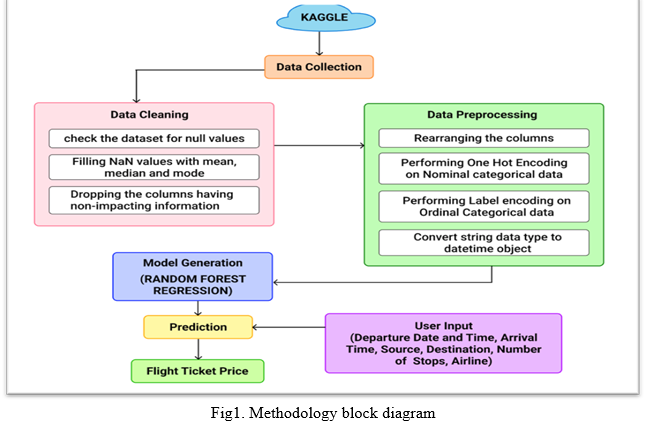 KAGGLE
Data Collection
Data Cleaning
check the dataset for null values
Filling NaN values with mean,
median and mode
Dropping the columns having
non-impacting information
Data Preprocessing
Rearranging the columns
Performing One Hot Encoding
on Nominal categorical data
Performing Label encoding on
Ordinal Categorical data
Convert string data type to
datetime object
Model Generation
(RANDOM FOREST
REGRESSION)
Prediction
User Input
(Departure Date and Time, Arrival
Time, Source, Destination, Number
of Stops, Airline)
Flight Ticket Price
Fig1. Methodology block diagram